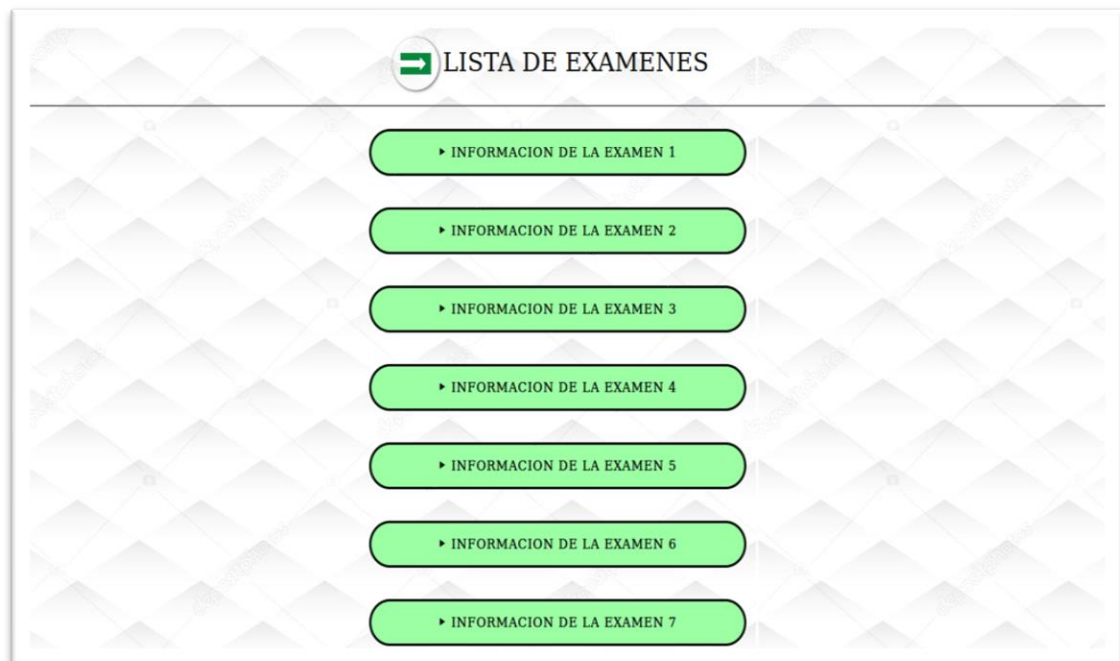 LISTA DE EXAMENES
▸ INFORMACION DE LA EXAMEN 1
▸ INFORMACION DE LA EXAMEN 2
▸ INFORMACION DE LA EXAMEN 3
▸ INFORMACION DE LA EXAMEN 4
▸ INFORMACION DE LA EXAMEN 5
▸ INFORMACION DE LA EXAMEN 6
▸ INFORMACION DE LA EXAMEN 7